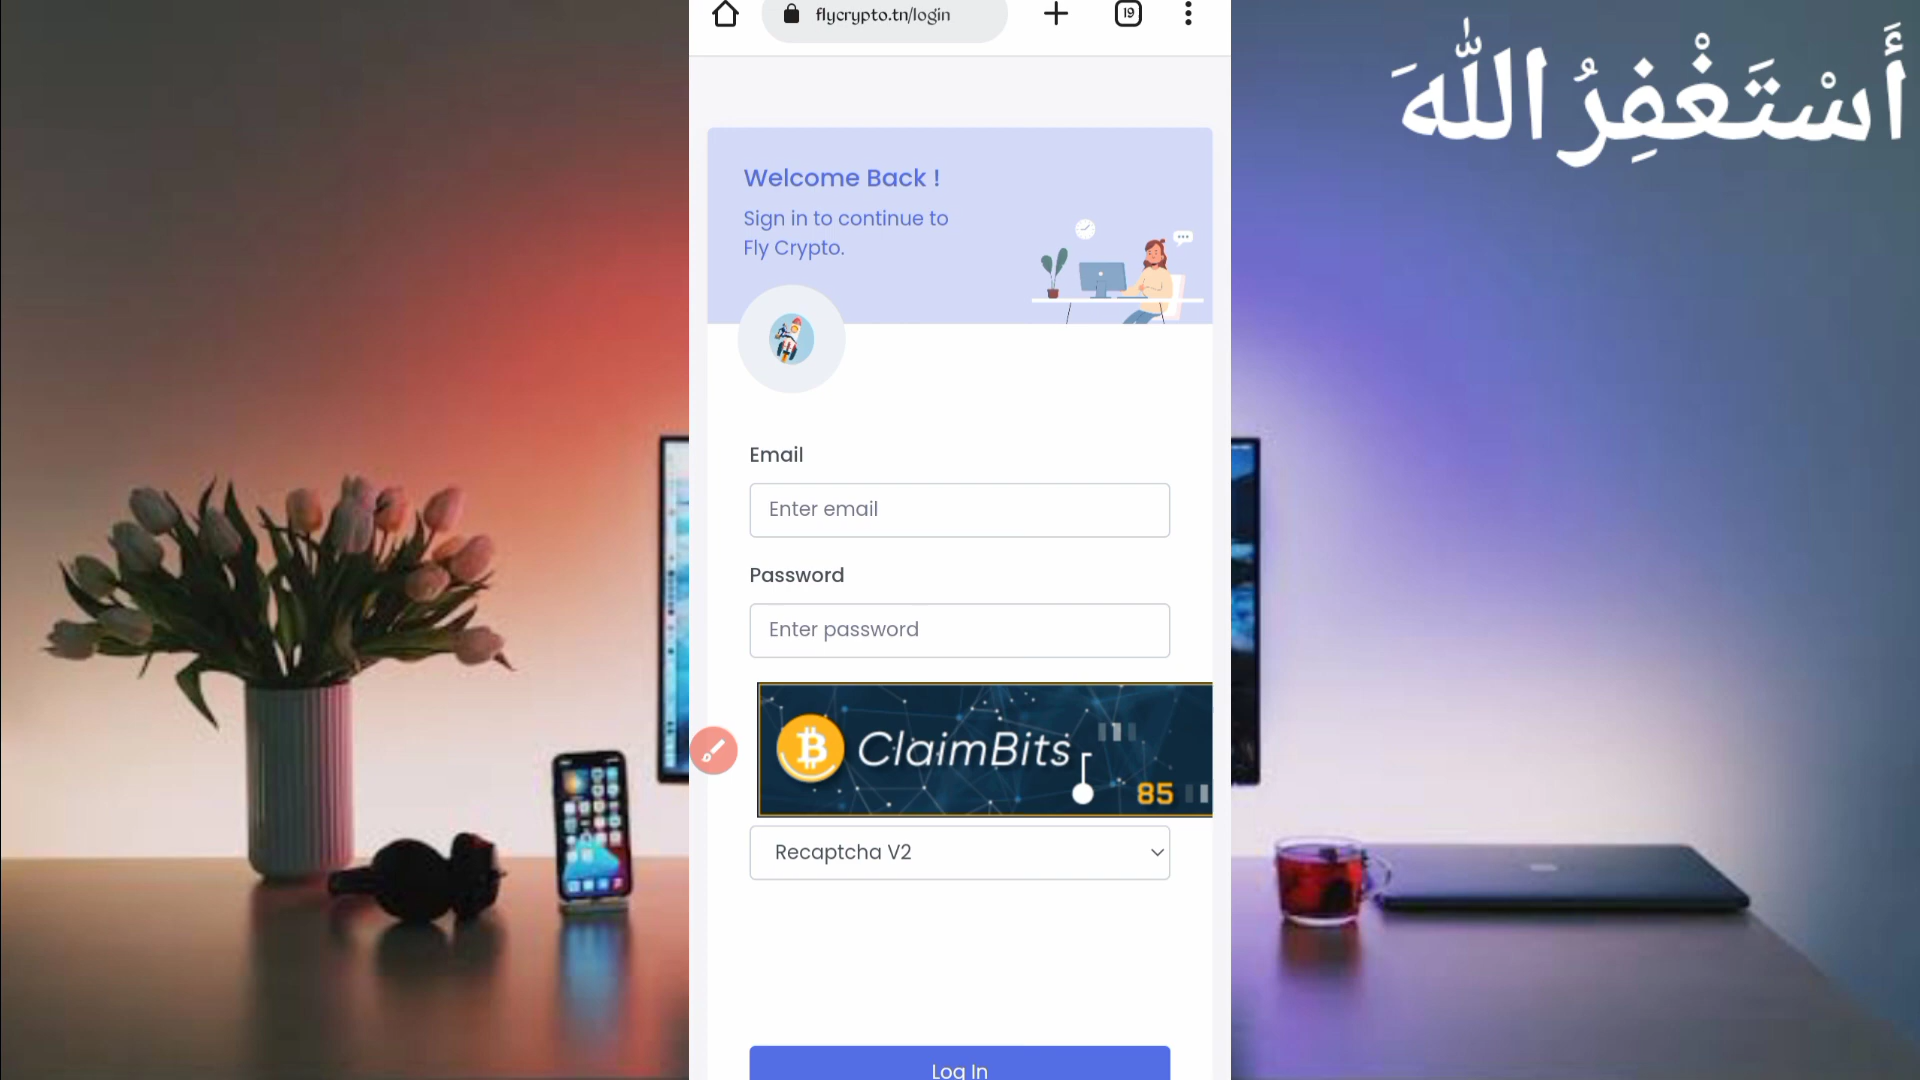 flycrypto.tn/login
19
أَسْتَغْفِرُ اللّٰهَ
Welcome Back !
Sign in to continue to
Fly Crypto.
Email
Enter email
Password
Enter password
ClaimBits
85
Recaptcha V2
Log In